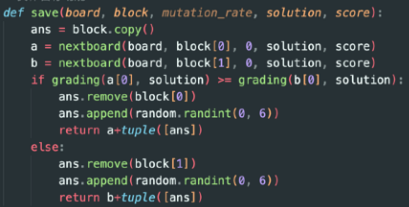 def save(board, block, mutation_rate, solution, score):
    ans = block.copy()
    a = nextboard(board, block[0], 0, solution, score)
    b = nextboard(board, block[1], 0, solution, score)
    if grading(a[0], solution) >= grading(b[0], solution):
        ans.remove(block[0])
        ans.append(random.randint(0, 6))
        return a+tuple([ans])
    else:
        ans.remove(block[1])
        ans.append(random.randint(0, 6))
        return b+tuple([ans])